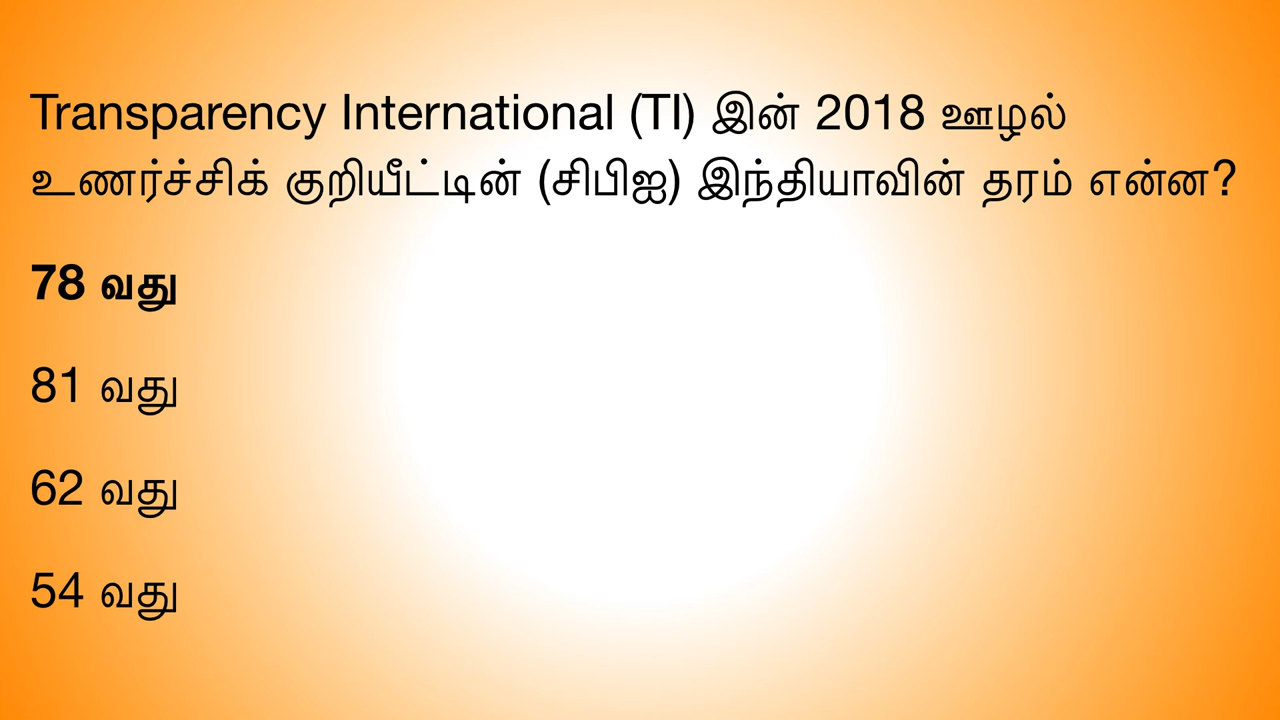 Transparency International (TI) இன் 2018 ஊழல்
உணர்ச்சிக் குறியீட்டின் (சிபிஐ) இந்தியாவின் தரம் என்ன?
78 வது
81 வது
62 வது
54 வது